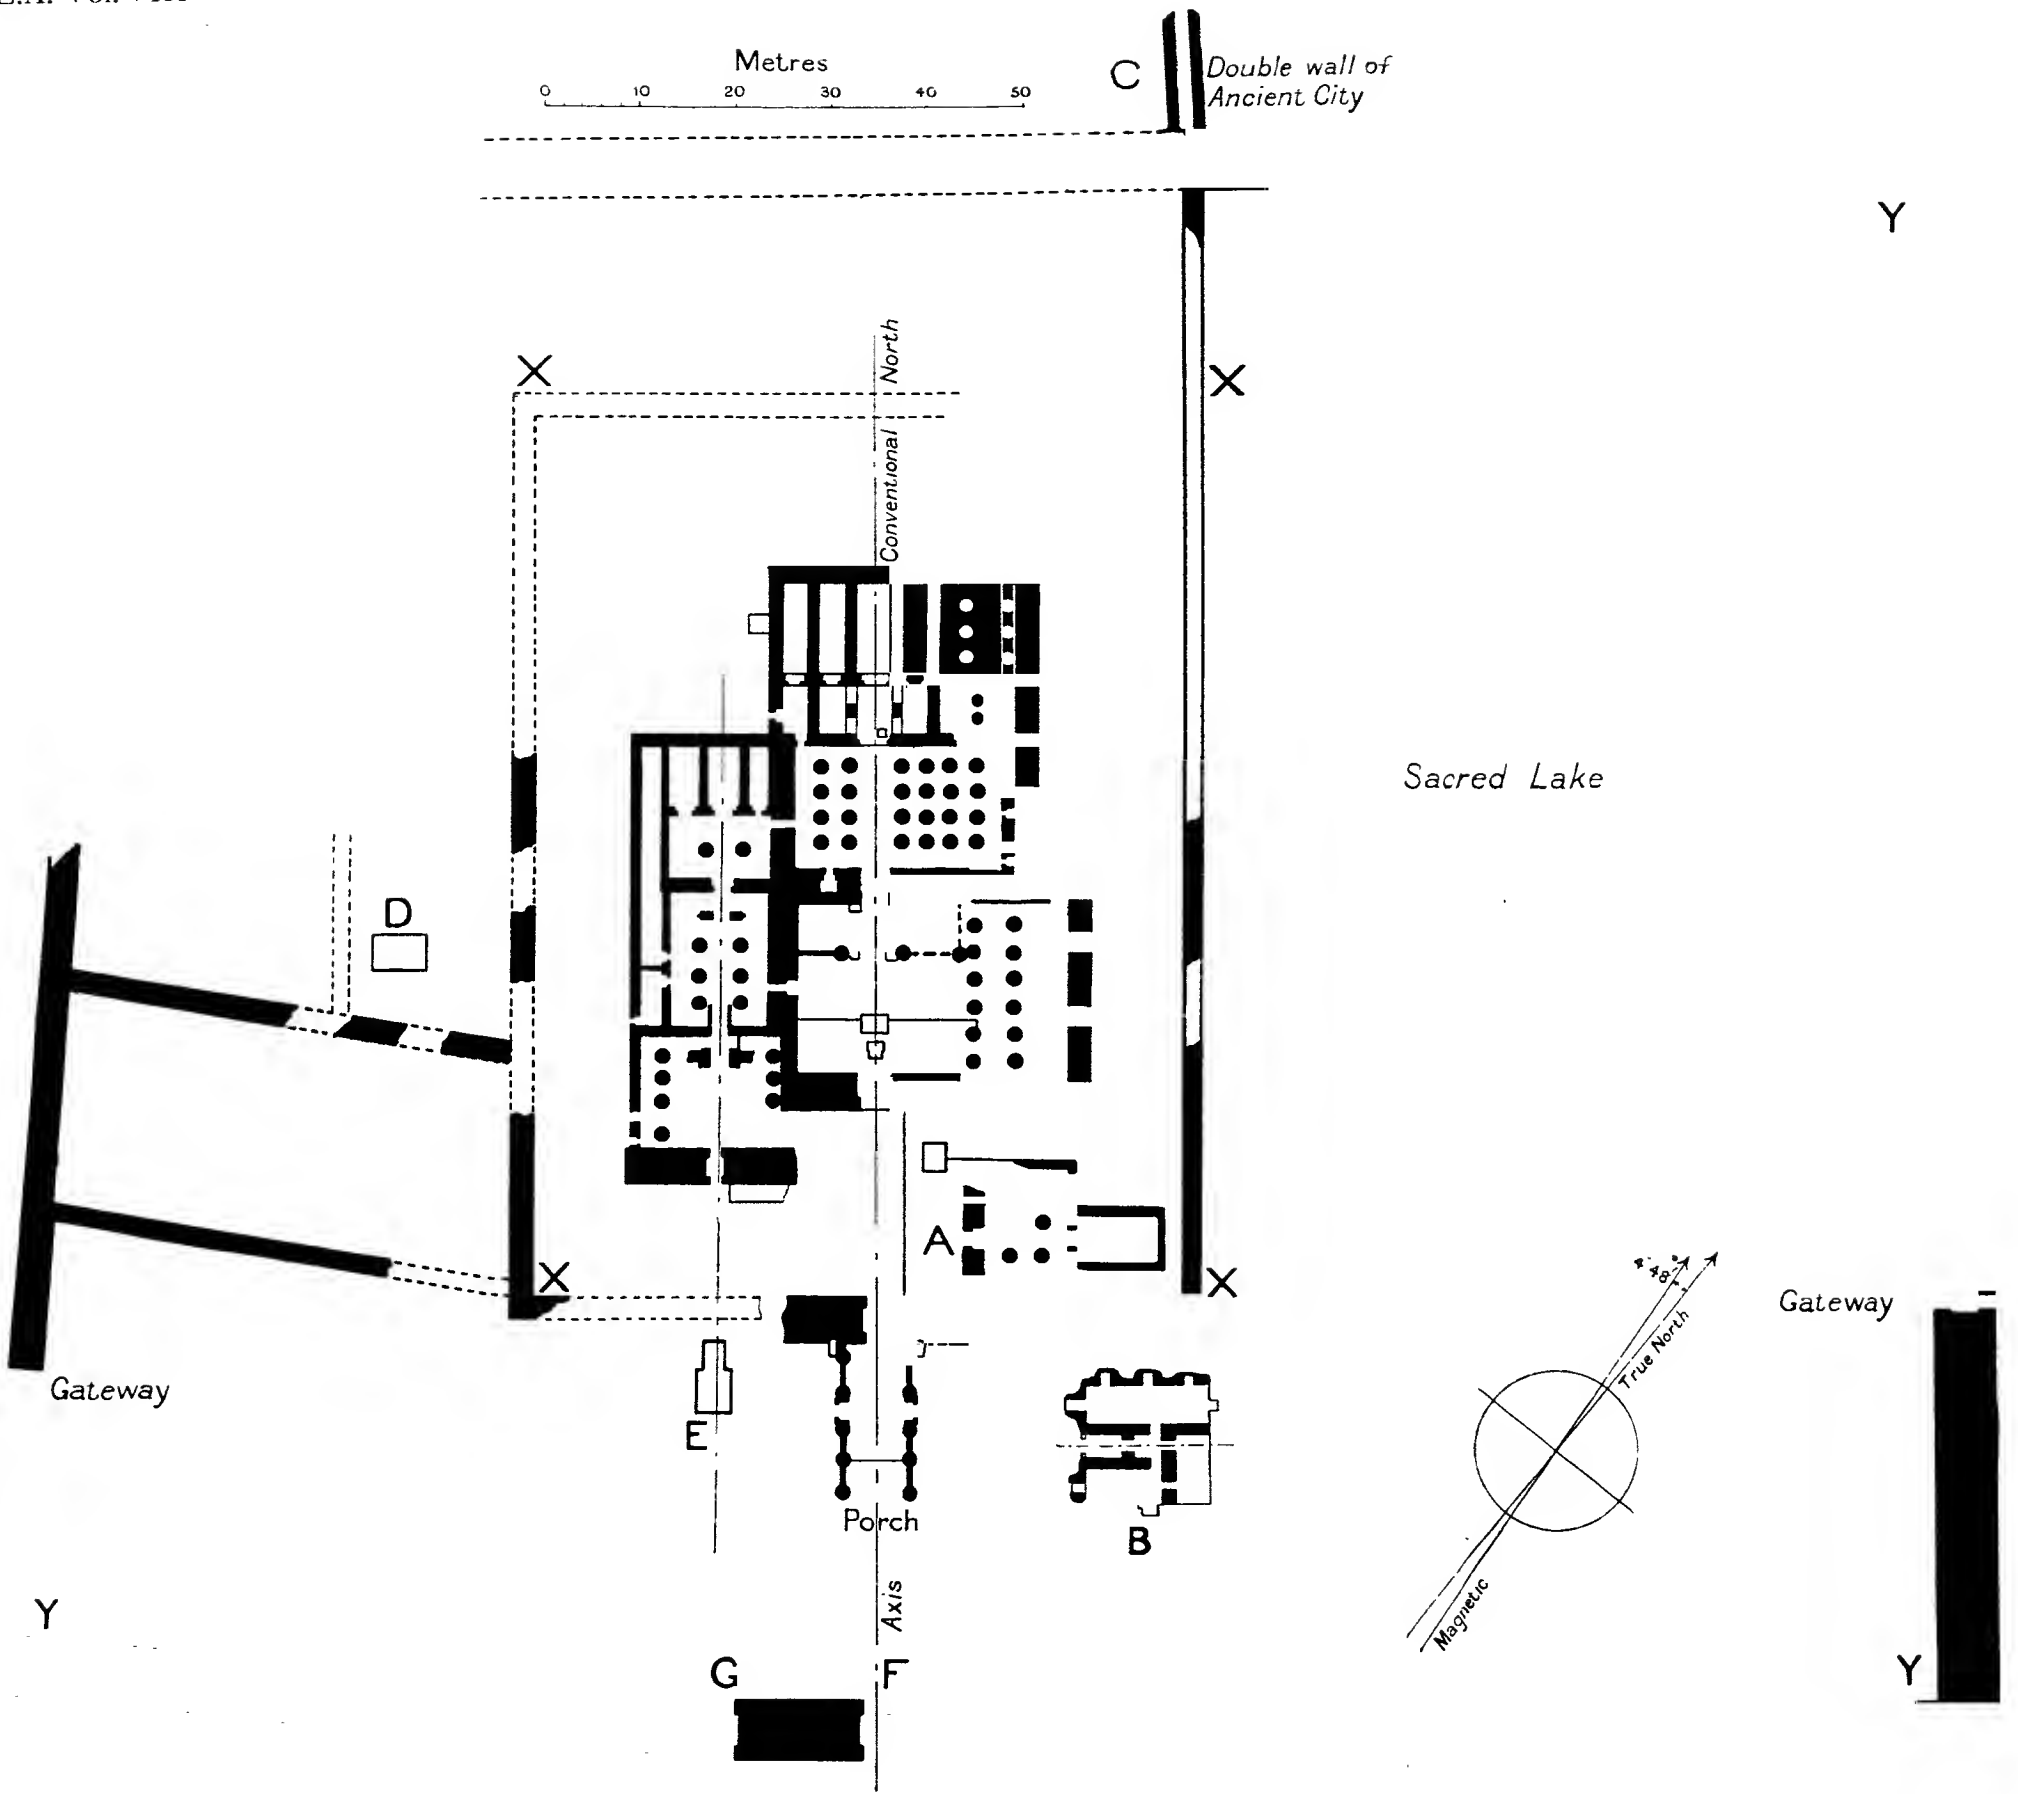 Metres
0 10 20 30 40 50
C
Double wall of
Ancient City
Y
X
Conventional North
X
Sacred Lake
D
A
X
X
4° 48'
True North
Gateway
Gateway
E
Porch
B
Magnetic
Y
Axis
G
F
Y